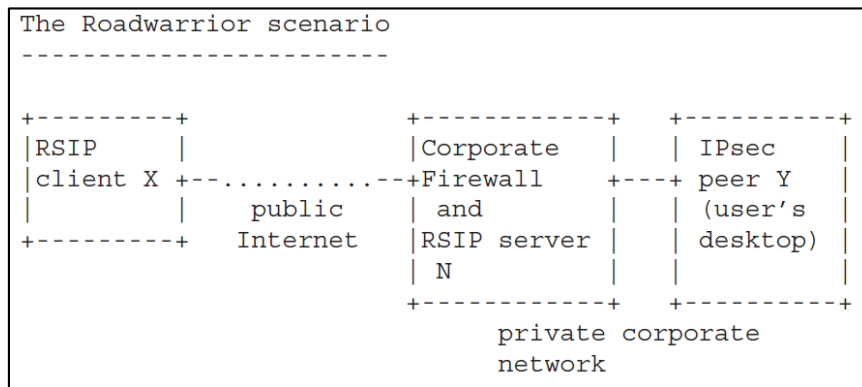 The Roadwarrior scenario
-------------------------

+---------+               +------------+   +----------+
|RSIP     |               |Corporate   |   | IPsec    |
|client X +--..........--+Firewall    +---+ peer Y   |
|         |    public     | and        |   | (user's  |
+---------+   Internet    |RSIP server |   | desktop) |
                          | N          |   |          |
                          +------------+   +----------+
                                private corporate
                                network